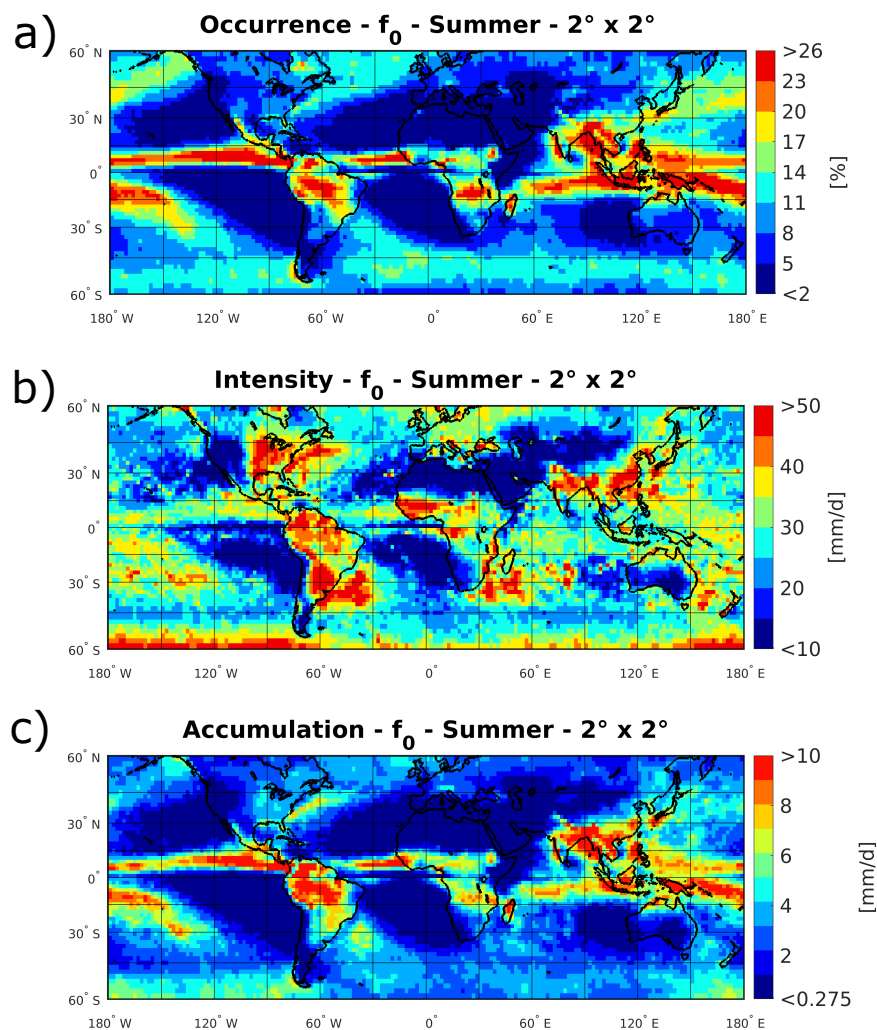 a)
Occurrence - f0 - Summer - 2° x 2°
60° N
30° N
0°
30° S
60° S
180° W
120° W
60° W
0°
60° E
120° E
180° E
>26
23
20
17
14
11
8
5
<2
[%]
b)
Intensity - f0 - Summer - 2° x 2°
60° N
30° N
0°
30° S
60° S
180° W
120° W
60° W
0°
60° E
120° E
180° E
>50
40
30
20
<10
[mm/d]
c)
Accumulation - f0 - Summer - 2° x 2°
60° N
30° N
0°
30° S
60° S
180° W
120° W
60° W
0°
60° E
120° E
180° E
>10
8
6
4
2
<0.275
[mm/d]